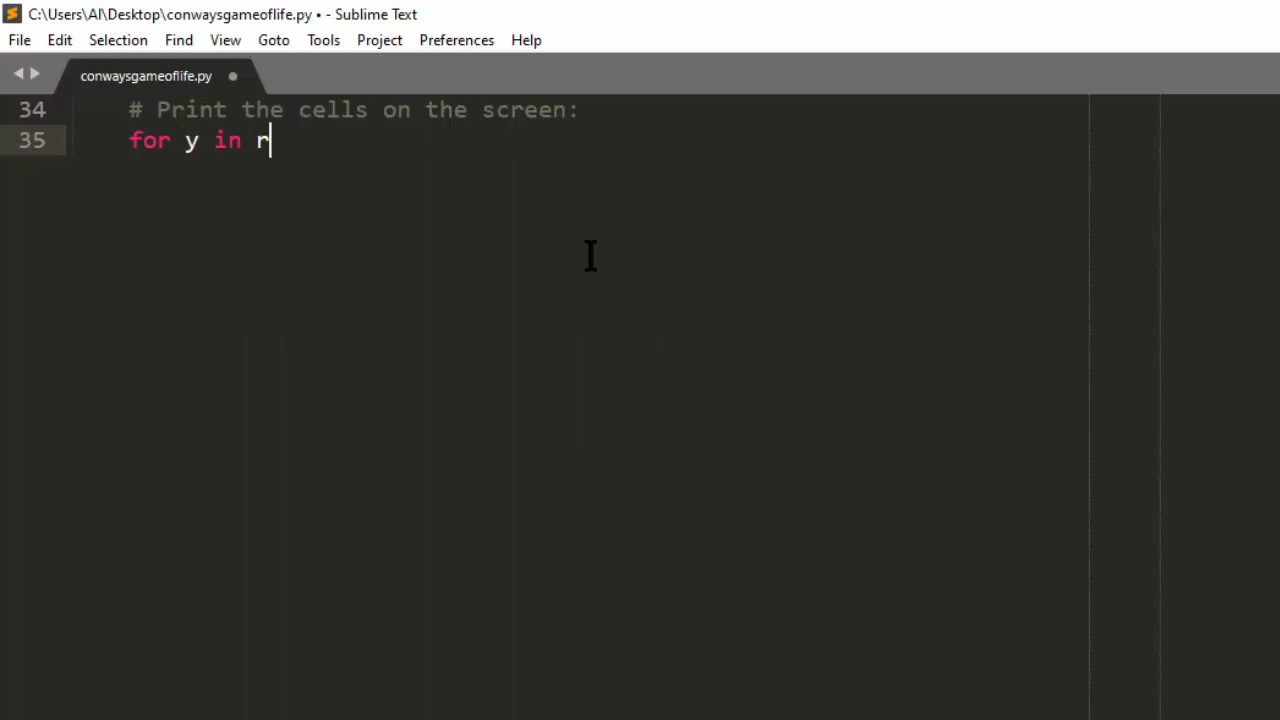 C:\Users\Al\Desktop\conwaysgameoflife.py • - Sublime Text
File Edit Selection Find View Goto Tools Project Preferences Help
conwaysgameoflife.py
34 # Print the cells on the screen:
35 for y in r